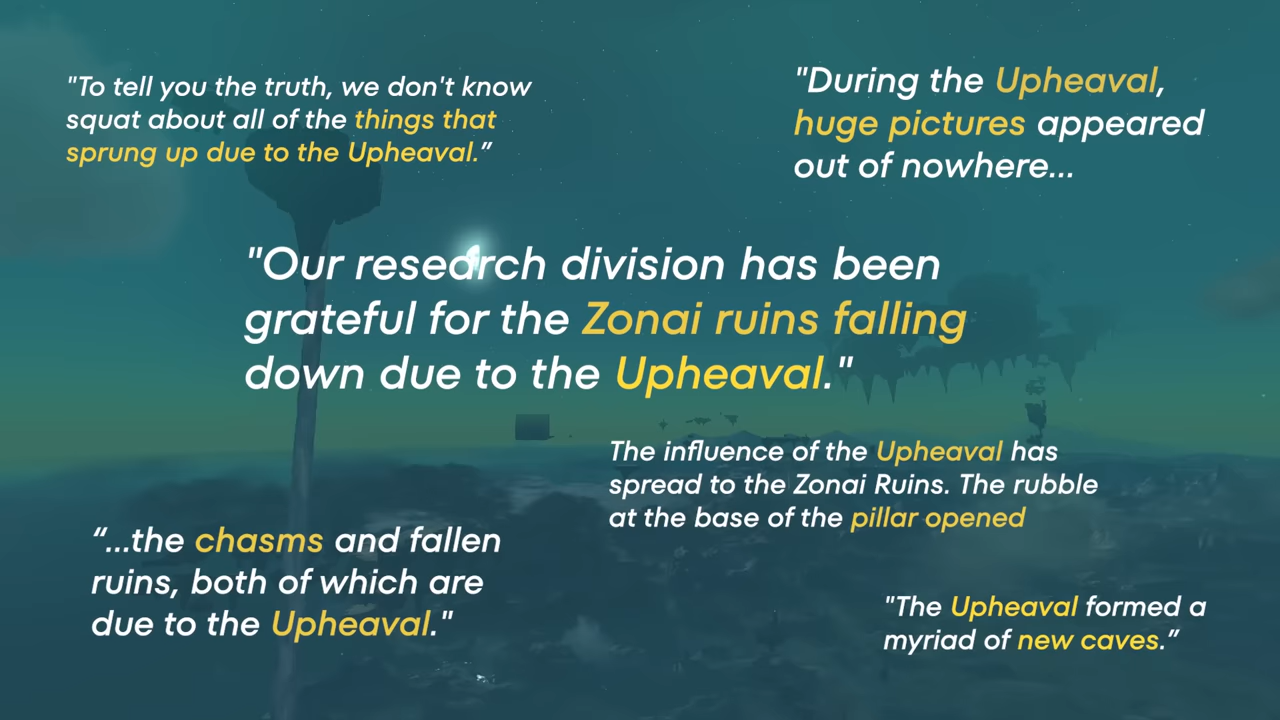 "To tell you the truth, we don't know
squat about all of the things that
sprung up due to the Upheaval.”
"During the Upheaval,
huge pictures appeared
out of nowhere...
"Our research division has been
grateful for the Zonai ruins falling
down due to the Upheaval."
The influence of the Upheaval has
spread to the Zonai Ruins. The rubble
at the base of the pillar opened
“...the chasms and fallen
ruins, both of which are
due to the Upheaval."
"The Upheaval formed a
myriad of new caves.”